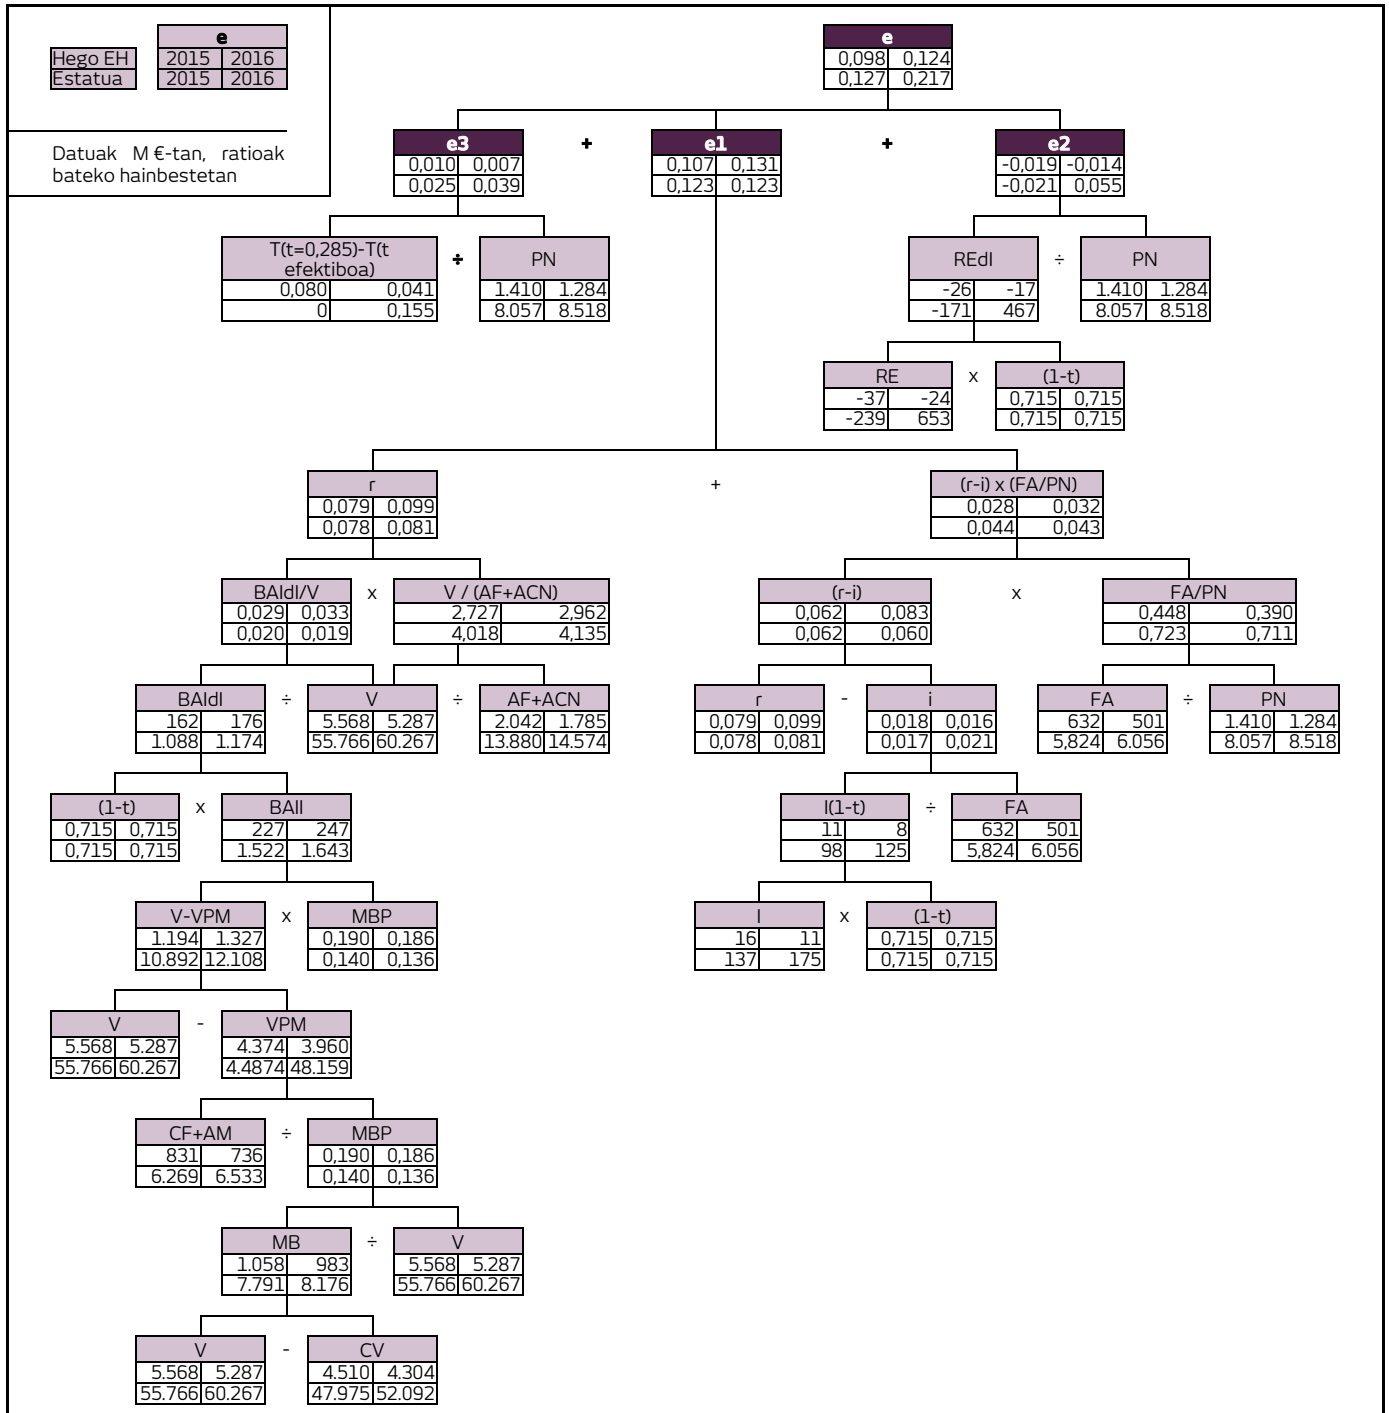 e
Hego EH 2015 2016
Estatua 2015 2016
Datuak M €-tan, ratioak
bateko hainbestetan
e
0,098 0,124
0,127 0,217
e3 + e1 + e2
0,010 0,007 0,107 0,131 -0,019 -0,014
0,025 0,039 0,123 0,123 -0,021 0,055
T(t=0,285)-T(t
efektiboa) ÷ PN REdI ÷ PN
0,080 0,041 1.410 1.284 -26 -17 1.410 1.284
0 0,155 8.057 8.518 -171 467 8.057 8.518
RE x (1-t)
-37 -24 0,715 0,715
-239 653 0,715 0,715
r + (r-i) x (FA/PN)
0,079 0,099 0,028 0,032
0,078 0,081 0,044 0,043
BAIdI/V x V / (AF+ACN) (r-i) x FA/PN
0,029 0,033 2,727 2,962 0,062 0,083 0,448 0,390
0,020 0,019 4,018 4,135 0,062 0,060 0,723 0,711
BAIdI ÷ V ÷ AF+ACN r - i FA ÷ PN
162 176 5.568 5.287 2.042 1.785 0,079 0,099 0,018 0,016 632 501 1.410 1.284
1.088 1.174 55.766 60.267 13.880 14.574 0,078 0,081 0,017 0,021 5,824 6.056 8.057 8.518
(1-t) x BAII I(1-t) ÷ FA
0,715 0,715 227 247 11 8 632 501
0,715 0,715 1.522 1.643 98 125 5,824 6.056
V-VPM x MBP I x (1-t)
1.194 1.327 0,190 0,186 16 11 0,715 0,715
10.892 12.108 0,140 0,136 137 175 0,715 0,715
V - VPM
5.568 5.287 4.374 3.960
55.766 60.267 4.4874 48.159
CF+AM ÷ MBP
831 736 0,190 0,186
6.269 6.533 0,140 0,136
MB ÷ V
1.058 983 5.568 5.287
7.791 8.176 55.766 60.267
V - CV
5.568 5.287 4.510 4.304
55.766 60.267 47.975 52.092